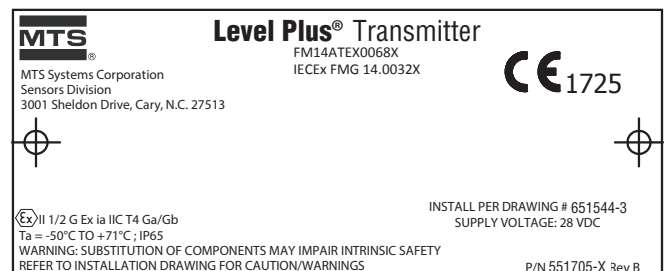 MTS
®
Level Plus® Transmitter
FM14ATEX0068X
IECEx FMG 14.0032X
CE 1725
MTS Systems Corporation
Sensors Division
3001 Sheldon Drive, Cary, N.C. 27513
INSTALL PER DRAWING # 651544-3
SUPPLY VOLTAGE: 28 VDC
Ex II 1/2 G Ex ia IIC T4 Ga/Gb
Ta = -50°C TO +71°C ; IP65
WARNING: SUBSTITUTION OF COMPONENTS MAY IMPAIR INTRINSIC SAFETY
REFER TO INSTALLATION DRAWING FOR CAUTION/WARNINGS
P/N 551705-X Rev B